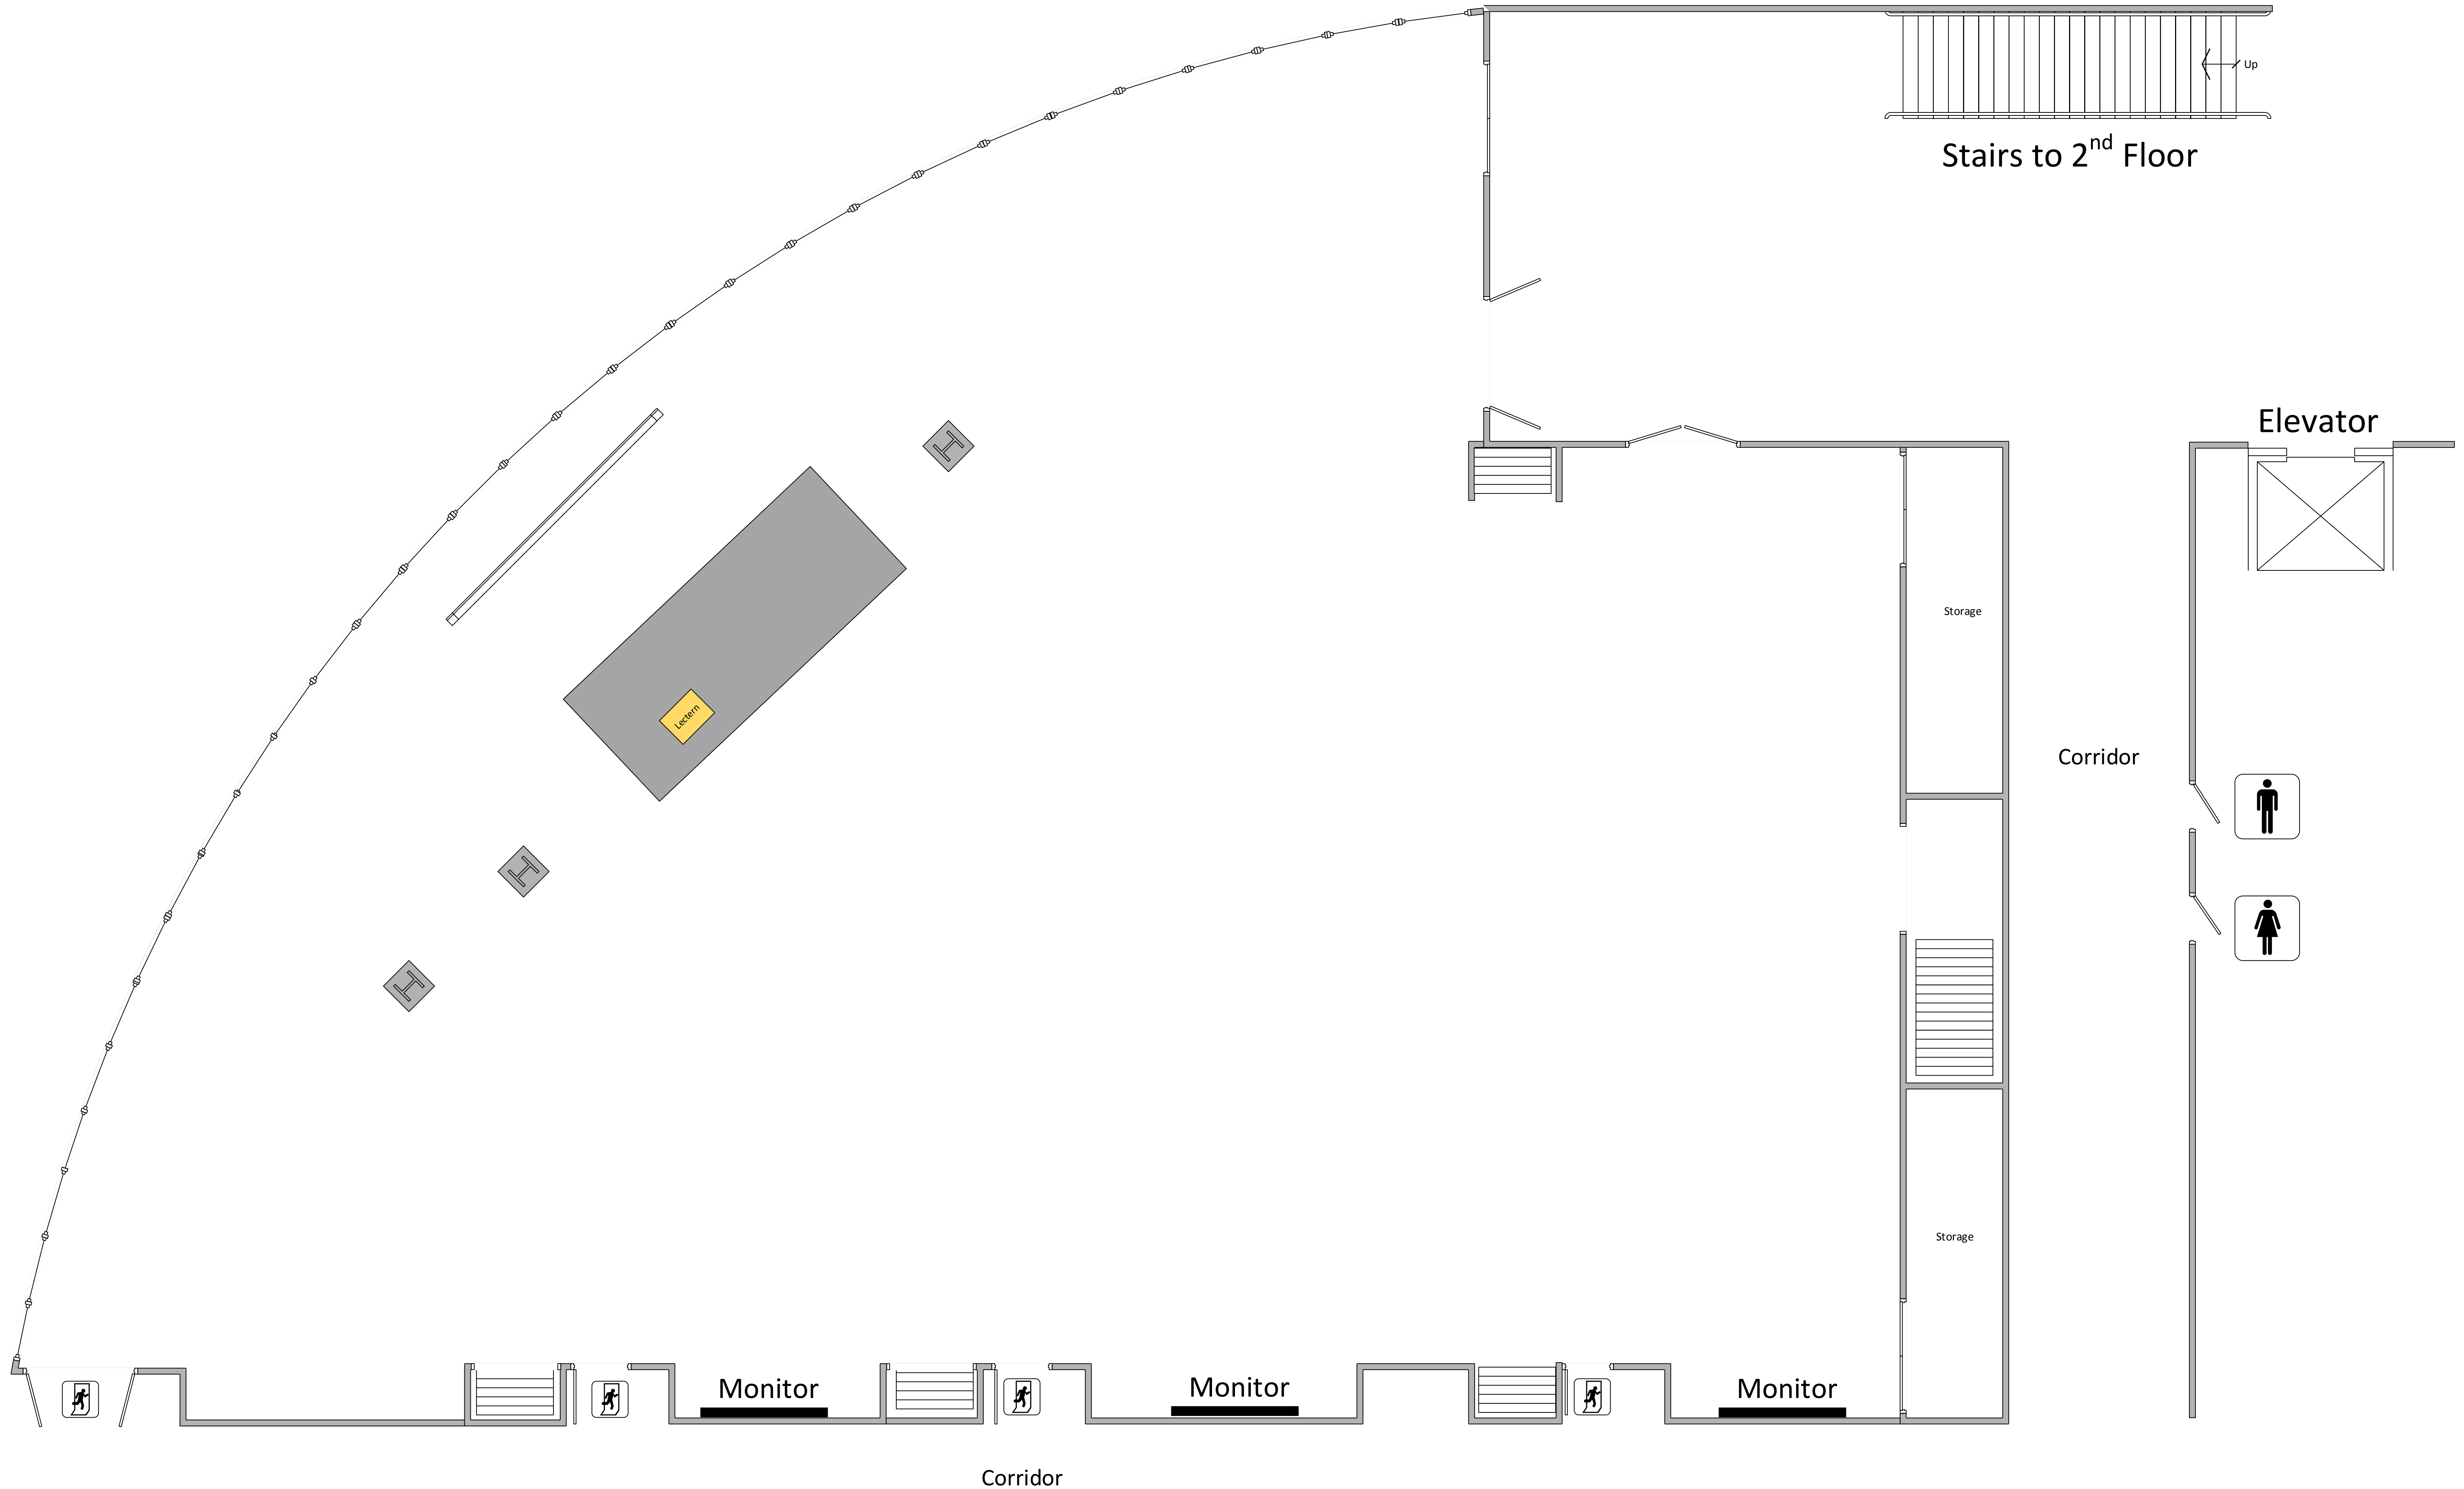 Up
Stairs to 2nd Floor
Elevator
Storage
Lectern
Corridor
Storage
Monitor
Monitor
Monitor
Corridor